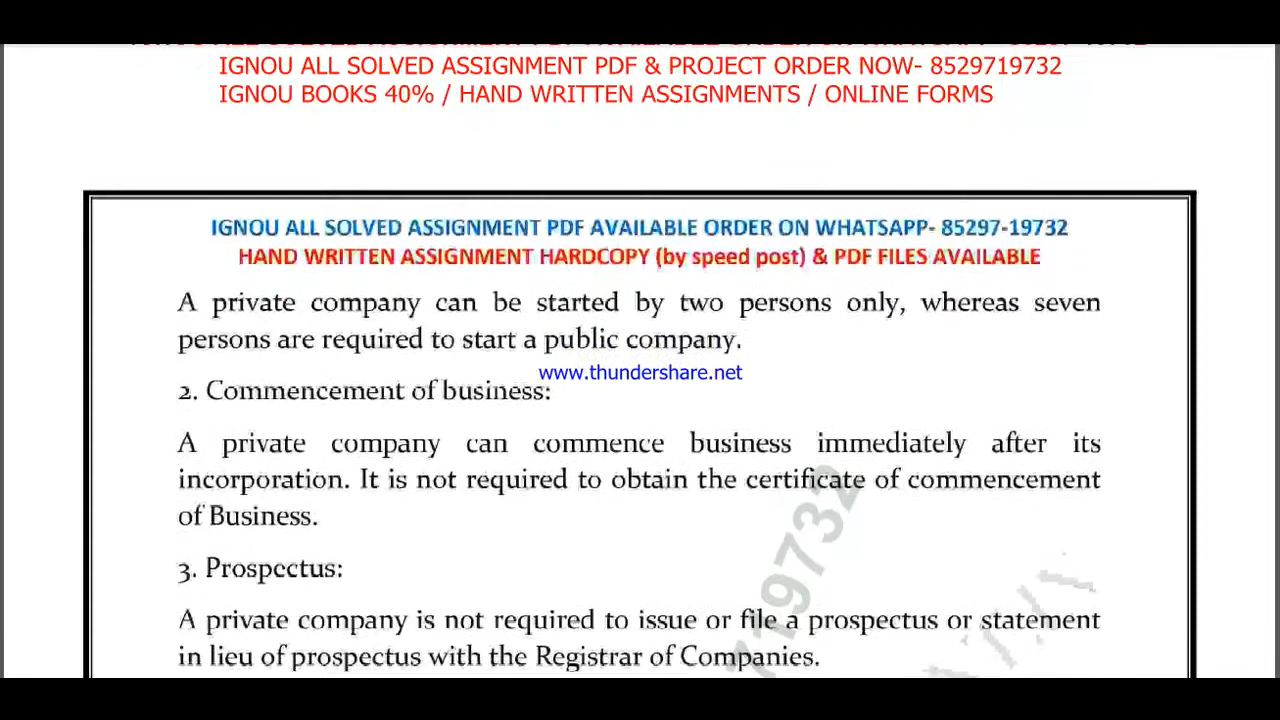 IGNOU ALL SOLVED ASSIGNMENT PDF & PROJECT ORDER NOW- 8529719732
IGNOU BOOKS 40% / HAND WRITTEN ASSIGNMENTS / ONLINE FORMS
IGNOU ALL SOLVED ASSIGNMENT PDF AVAILABLE ORDER ON WHATSAPP- 85297-19732
HAND WRITTEN ASSIGNMENT HARDCOPY (by speed post) & PDF FILES AVAILABLE
A private company can be started by two persons only, whereas seven
persons are required to start a public company.
www.thundershare.net
2. Commencement of business:
A private company can commence business immediately after its
incorporation. It is not required to obtain the certificate of commencement
of Business.
3. Prospectus:
A private company is not required to issue or file a prospectus or statement
in lieu of prospectus with the Registrar of Companies.
719732